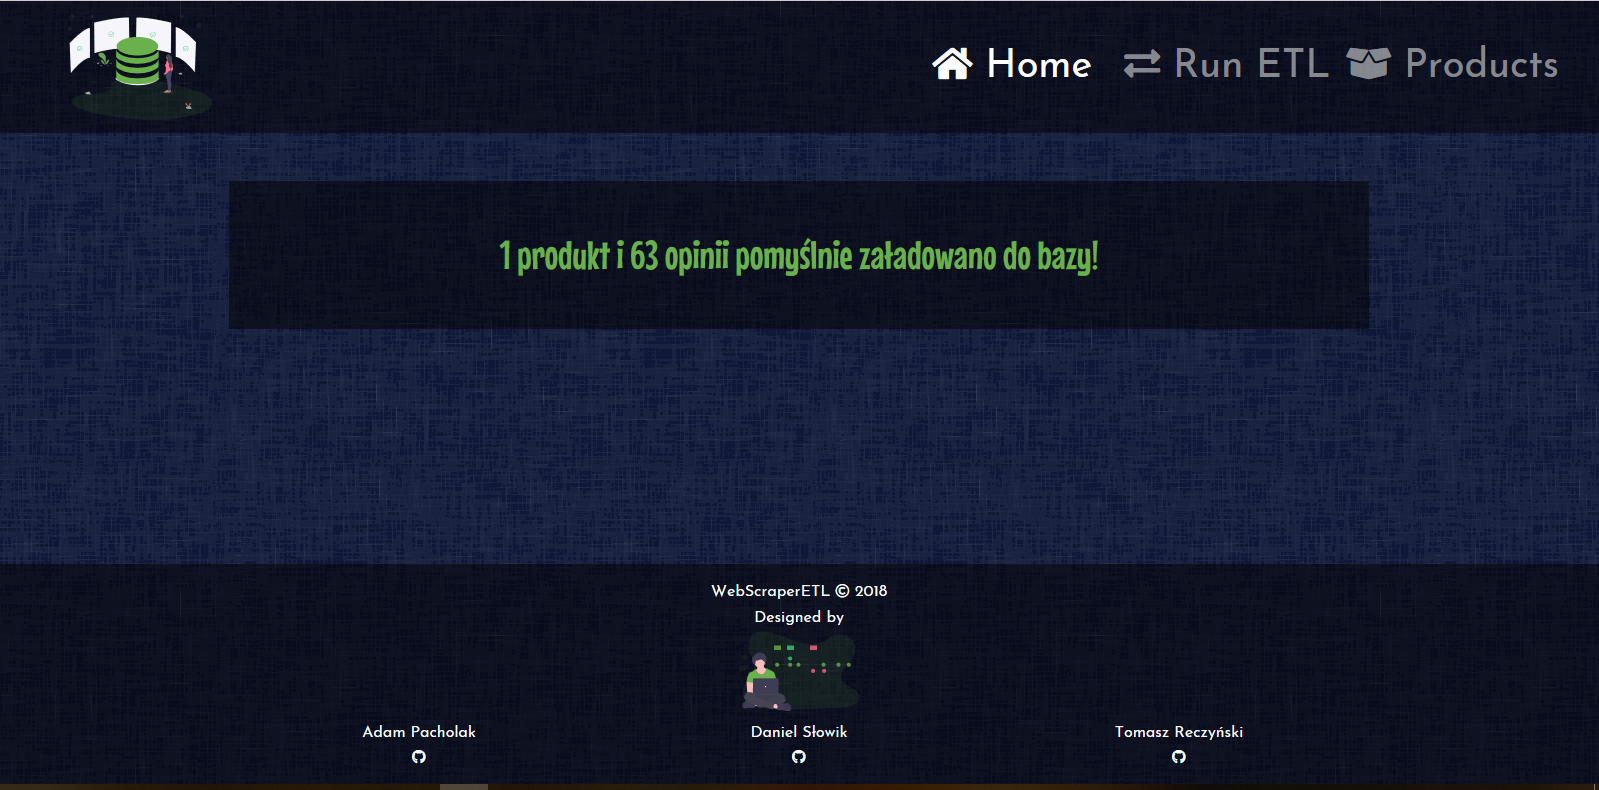 Home Run ETL Products
1 produkt i 63 opinii pomyślnie załadowano do bazy!
WebScraperETL © 2018
Designed by
Adam Pacholak Daniel Słowik Tomasz Reczyński